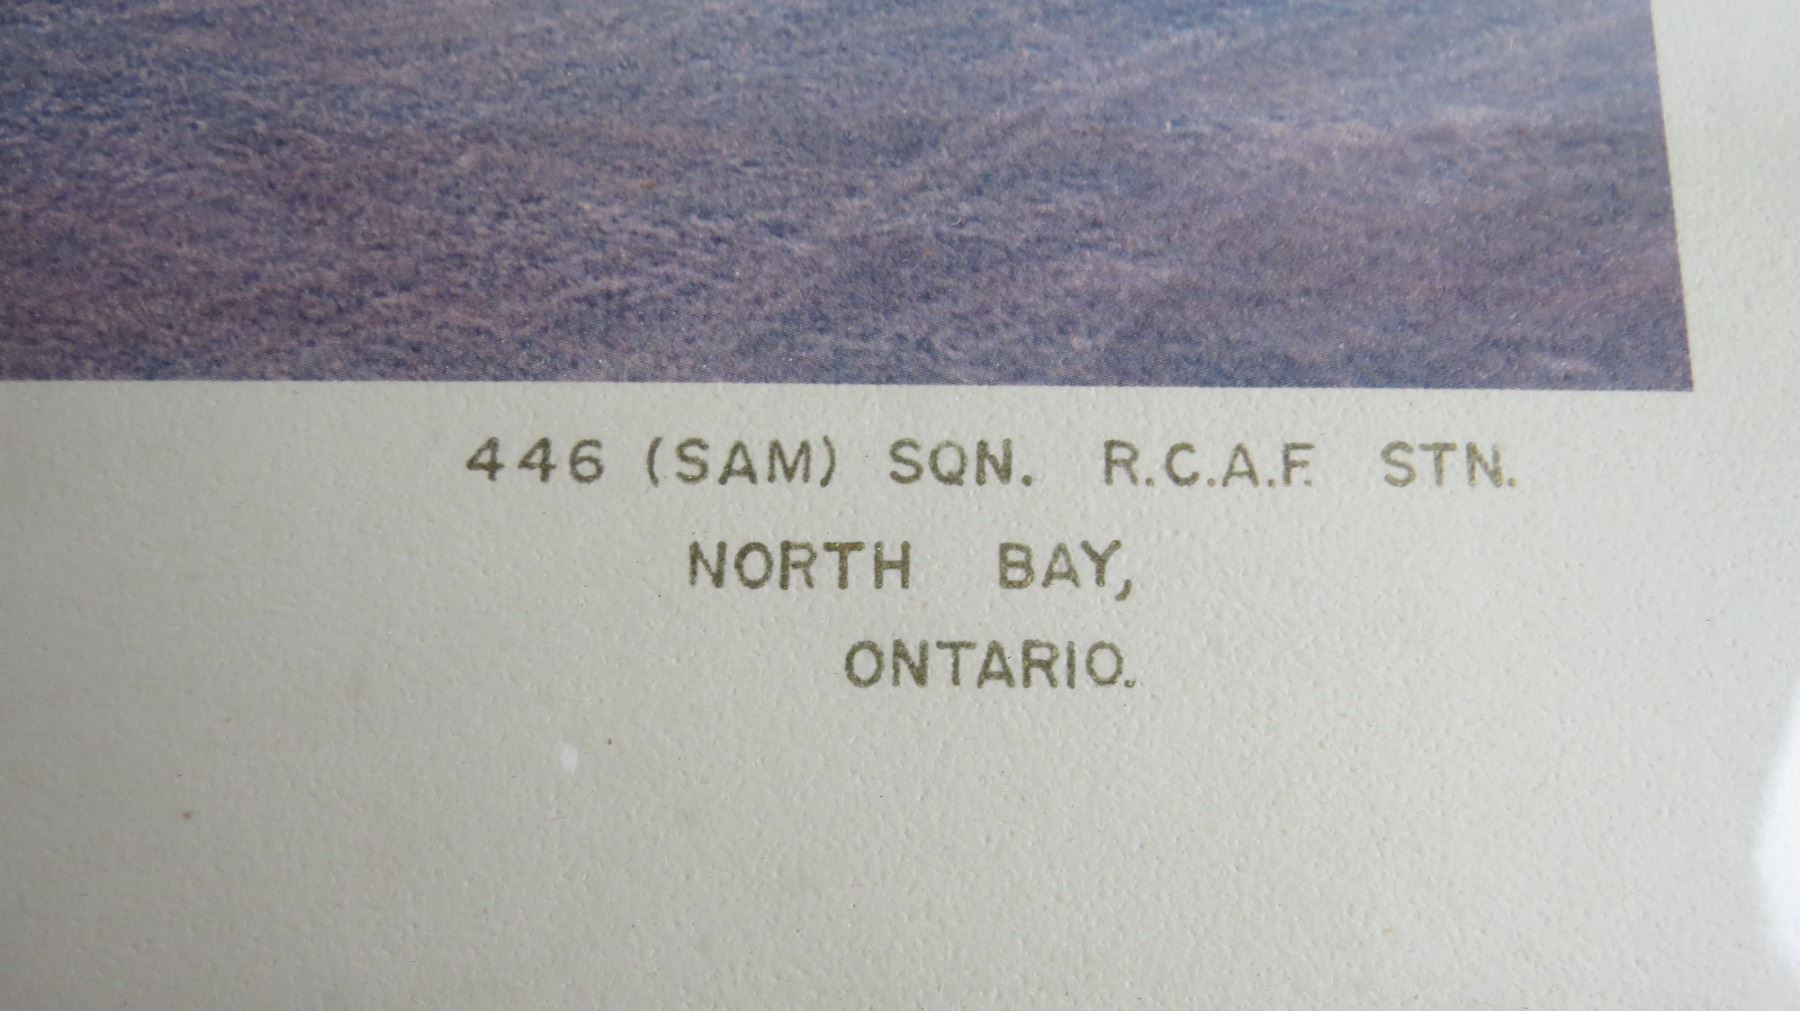 446 (SAM) SQN. R.C.A.F. STN.
NORTH BAY,
ONTARIO.